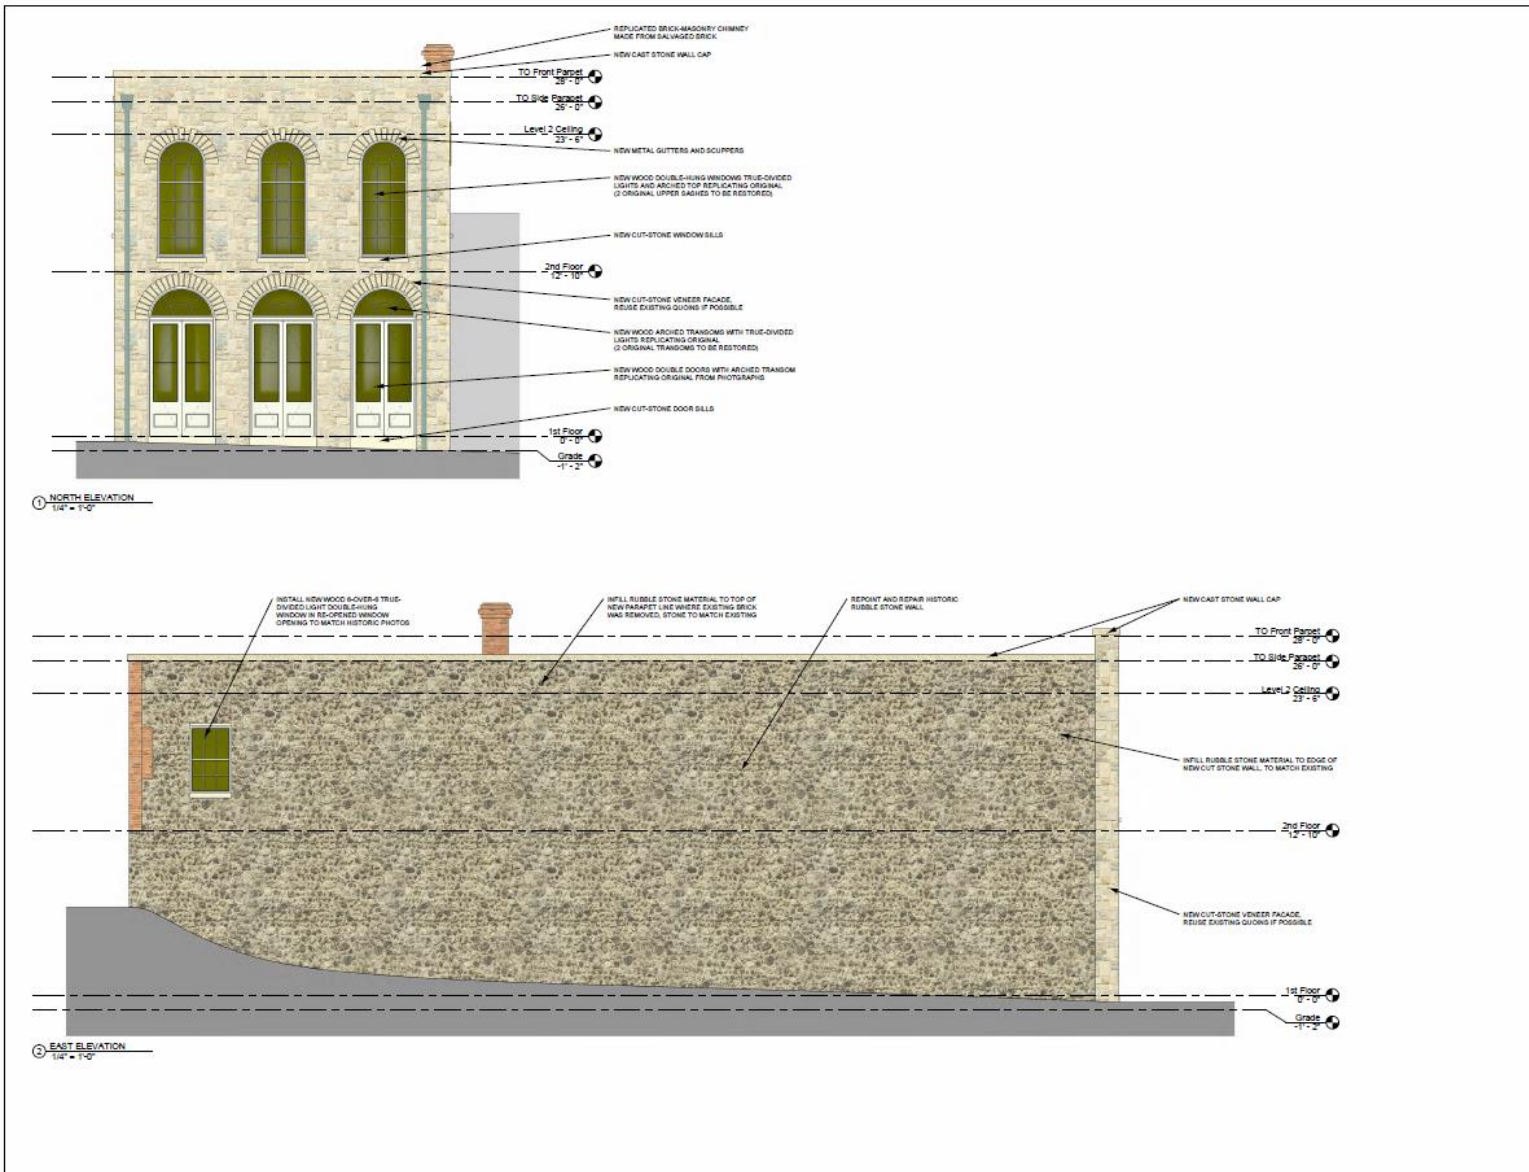 REPLICATED BRICK-MASONRY CHIMNEY
MADE FROM SALVAGED BRICK
NEW CAST STONE WALL CAP
TO Front Parpet
28' - 0"
TO Side Parapet
26' - 0"
Level 2 Ceiling
23' - 6"
NEW METAL GUTTERS AND SCUPPERS
NEW WOOD DOUBLE-HUNG WINDOWS TRUE-DIVIDED
LIGHTS AND ARCHED TOP REPLICATING ORIGINAL
(2 ORIGINAL UPPER SASHES TO BE RESTORED)
NEW CUT-STONE WINDOW SILLS
2nd Floor
12' - 10"
NEW CUT-STONE VENEER FACADE,
REUSE EXISTING QUOINS IF POSSIBLE
NEW WOOD ARCHED TRANSOMS WITH TRUE-DIVIDED
LIGHTS REPLICATING ORIGINAL
(2 ORIGINAL TRANSOMS TO BE RESTORED)
NEW WOOD DOUBLE DOORS WITH ARCHED TRANSOM
REPLICATING ORIGINAL FROM PHOTGRAPHS
NEW CUT-STONE DOOR SILLS
1st Floor
0' - 0"
Grade
-1' - 2"
1 NORTH ELEVATION
1/4" = 1'-0"
INSTALL NEW WOOD 6-OVER-6 TRUE-
DIVIDED LIGHT DOUBLE-HUNG
WINDOW IN RE-OPENED WINDOW
OPENING TO MATCH HISTORIC PHOTOS
INFILL RUBBLE STONE MATERIAL TO TOP OF
NEW PARAPET LINE WHERE EXISTING BRICK
WAS REMOVED, STONE TO MATCH EXISTING
REPOINT AND REPAIR HISTORIC
RUBBLE STONE WALL
NEW CAST STONE WALL CAP
TO Front Parpet
28' - 0"
TO Side Parapet
26' - 0"
Level 2 Ceiling
23' - 6"
INFILL RUBBLE STONE MATERIAL TO EDGE OF
NEW CUT STONE WALL, TO MATCH EXISTING
2nd Floor
12' - 10"
NEW CUT-STONE VENEER FACADE,
REUSE EXISTING QUOINS IF POSSIBLE
1st Floor
0' - 0"
Grade
-1' - 2"
2 EAST ELEVATION
1/4" = 1'-0"